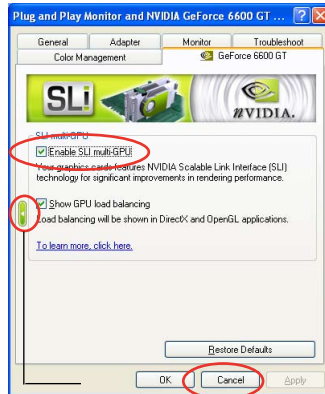 Plug and Play Monitor and NVIDIA GeForce 6600 GT ...
General Adapter Monitor Troubleshoot
Color Management GeForce 6600 GT
SLI
NVIDIA.
SLI multi-GPU
Enable SLI multi-GPU
Your graphics cards features NVIDIA Scalable Link Interface (SLI)
technology for significant improvements in rendering performance.
Show GPU load balancing
Load balancing will be shown in DirectX and OpenGL applications.
To learn more, click here.
Restore Defaults
OK Cancel Apply